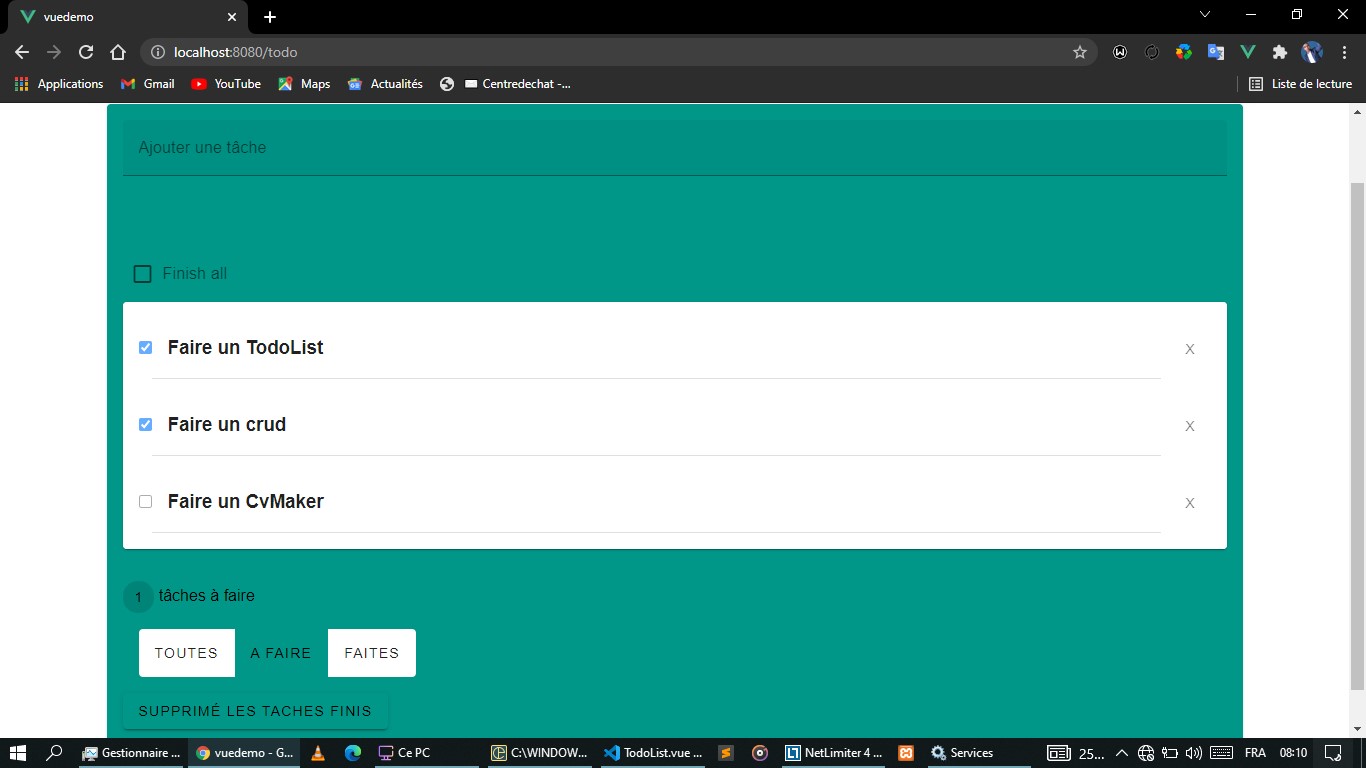 vuedemo
localhost:8080/todo
Applications Gmail YouTube Maps Actualités Centredechat -... Liste de lecture
Ajouter une tâche
Finish all
Faire un TodoList X
Faire un crud X
Faire un CvMaker X
1 tâches à faire
TOUTES A FAIRE FAITES
SUPPRIMÉ LES TACHES FINIS
Gestionnaire ... vuedemo - G... Ce PC C:\WINDOW... TodoList.vue ... NetLimiter 4 ... Services 25... FRA 08:10